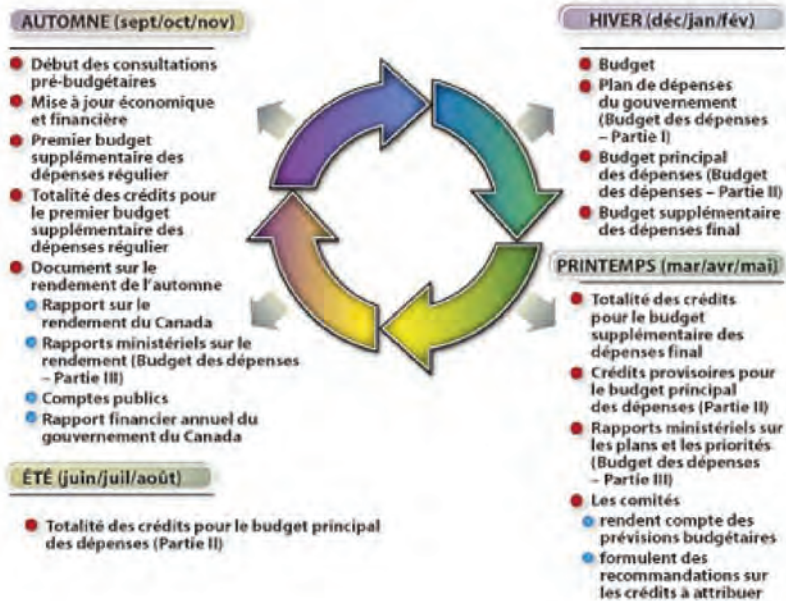 AUTOMNE (sept/oct/nov)
Début des consultations
pré-budgétaires
Mise à jour économique
et financière
Premier budget
supplémentaire des
dépenses régulier
Totalité des crédits pour
le premier budget
supplémentaire des
dépenses régulier
Document sur le
rendement de l'automne
Rapport sur le
rendement du Canada
Rapports ministériels sur le
rendement (Budget des dépenses
– Partie III)
Comptes publics
Rapport financier annuel du
gouvernement du Canada
ÉTÉ (juin/juil/août)
Totalité des crédits pour le budget principal
des dépenses (Partie II)
HIVER (déc/jan/fév)
Budget
Plan de dépenses
du gouvernement
(Budget des dépenses
– Partie I)
Budget principal
des dépenses (Budget
des dépenses – Partie II)
Budget supplémentaire
des dépenses final
PRINTEMPS (mar/avr/mai)
Totalité des crédits
pour le budget
supplémentaire des
dépenses final
Crédits provisoires pour
le budget principal
des dépenses (Partie II)
Rapports ministériels sur
les plans et les priorités
(Budget des dépenses
– Partie III)
Les comités
rendent compte des
prévisions budgétaires
formulent des
recommandations sur
les crédits à attribuer